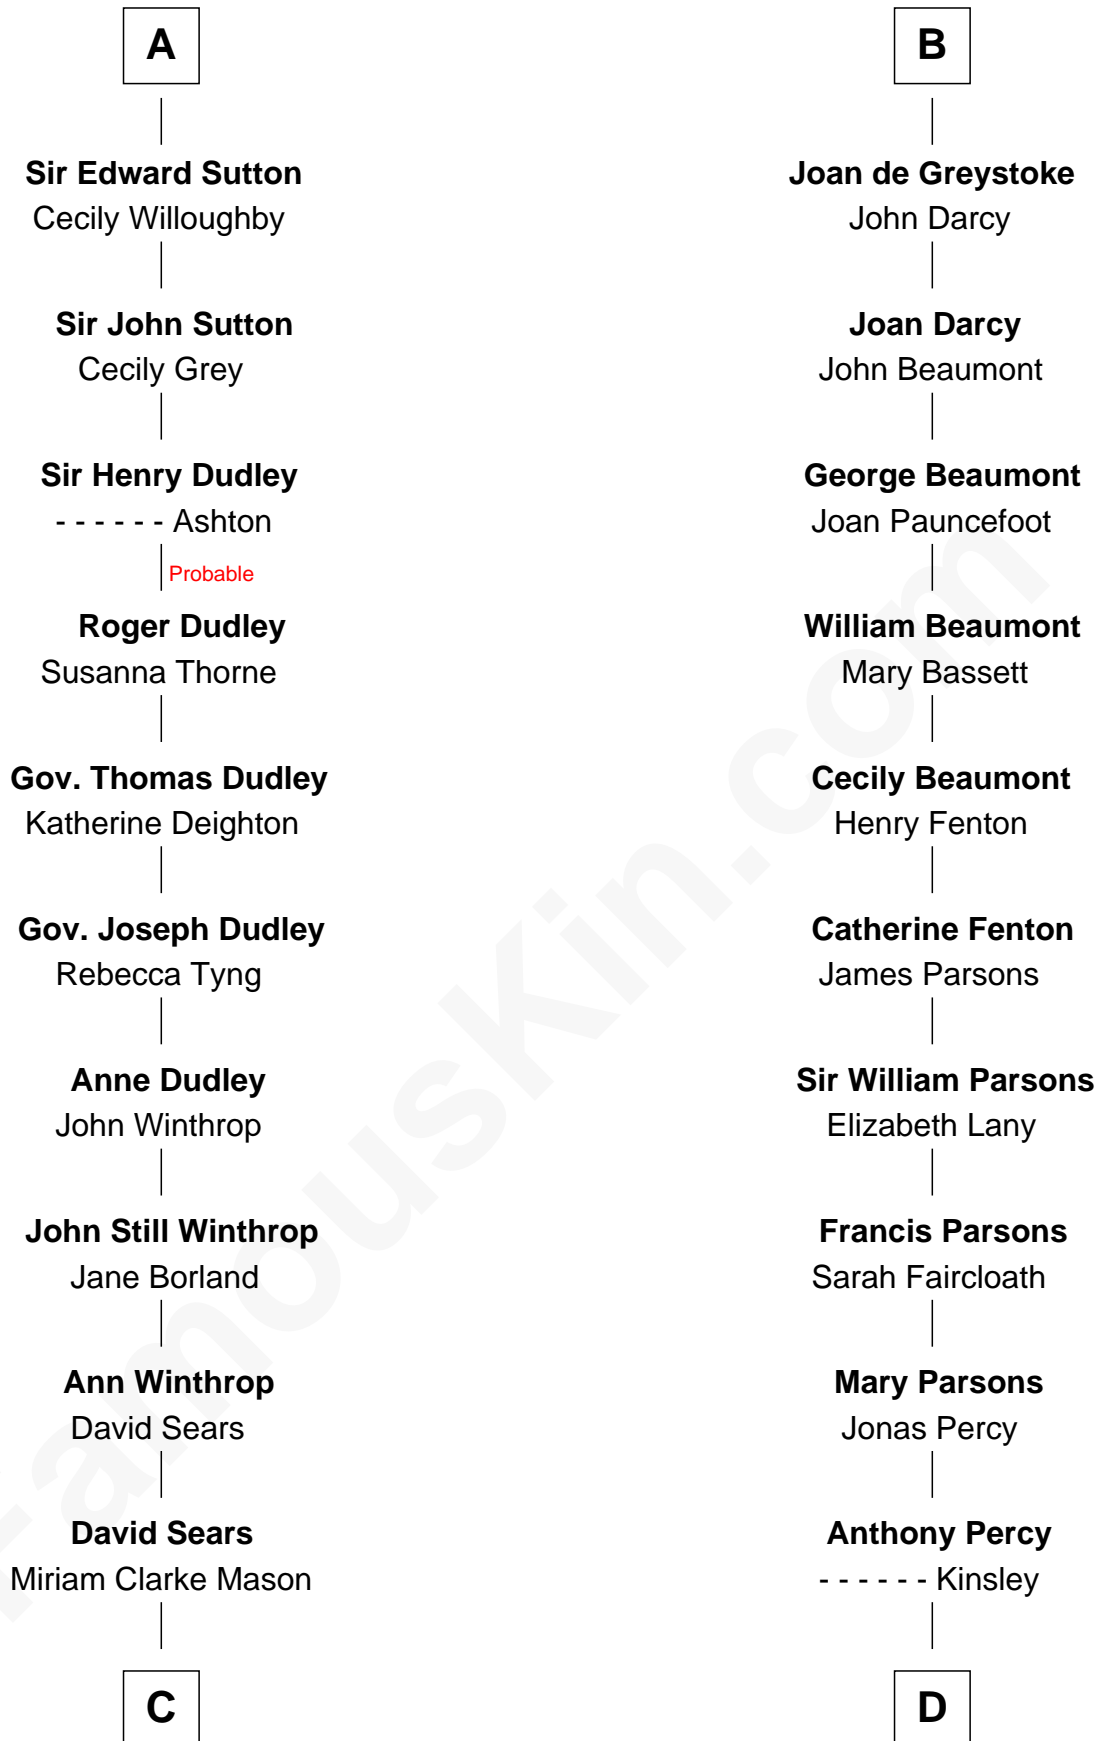 A
Sir Edward Sutton
Cecily Willoughby
Sir John Sutton
Cecily Grey
Sir Henry Dudley
- - - - - - Ashton
Probable
Roger Dudley
Susanna Thorne
Gov. Thomas Dudley
Katherine Deighton
Gov. Joseph Dudley
Rebecca Tyng
Anne Dudley
John Winthrop
John Still Winthrop
Jane Borland
Ann Winthrop
David Sears
David Sears
Miriam Clarke Mason
C
B
Joan de Greystoke
John Darcy
Joan Darcy
John Beaumont
George Beaumont
Joan Pauncefoot
William Beaumont
Mary Bassett
Cecily Beaumont
Henry Fenton
Catherine Fenton
James Parsons
Sir William Parsons
Elizabeth Lany
Francis Parsons
Sarah Faircloath
Mary Parsons
Jonas Percy
Anthony Percy
- - - - - - Kinsley
D
FamousKin.com